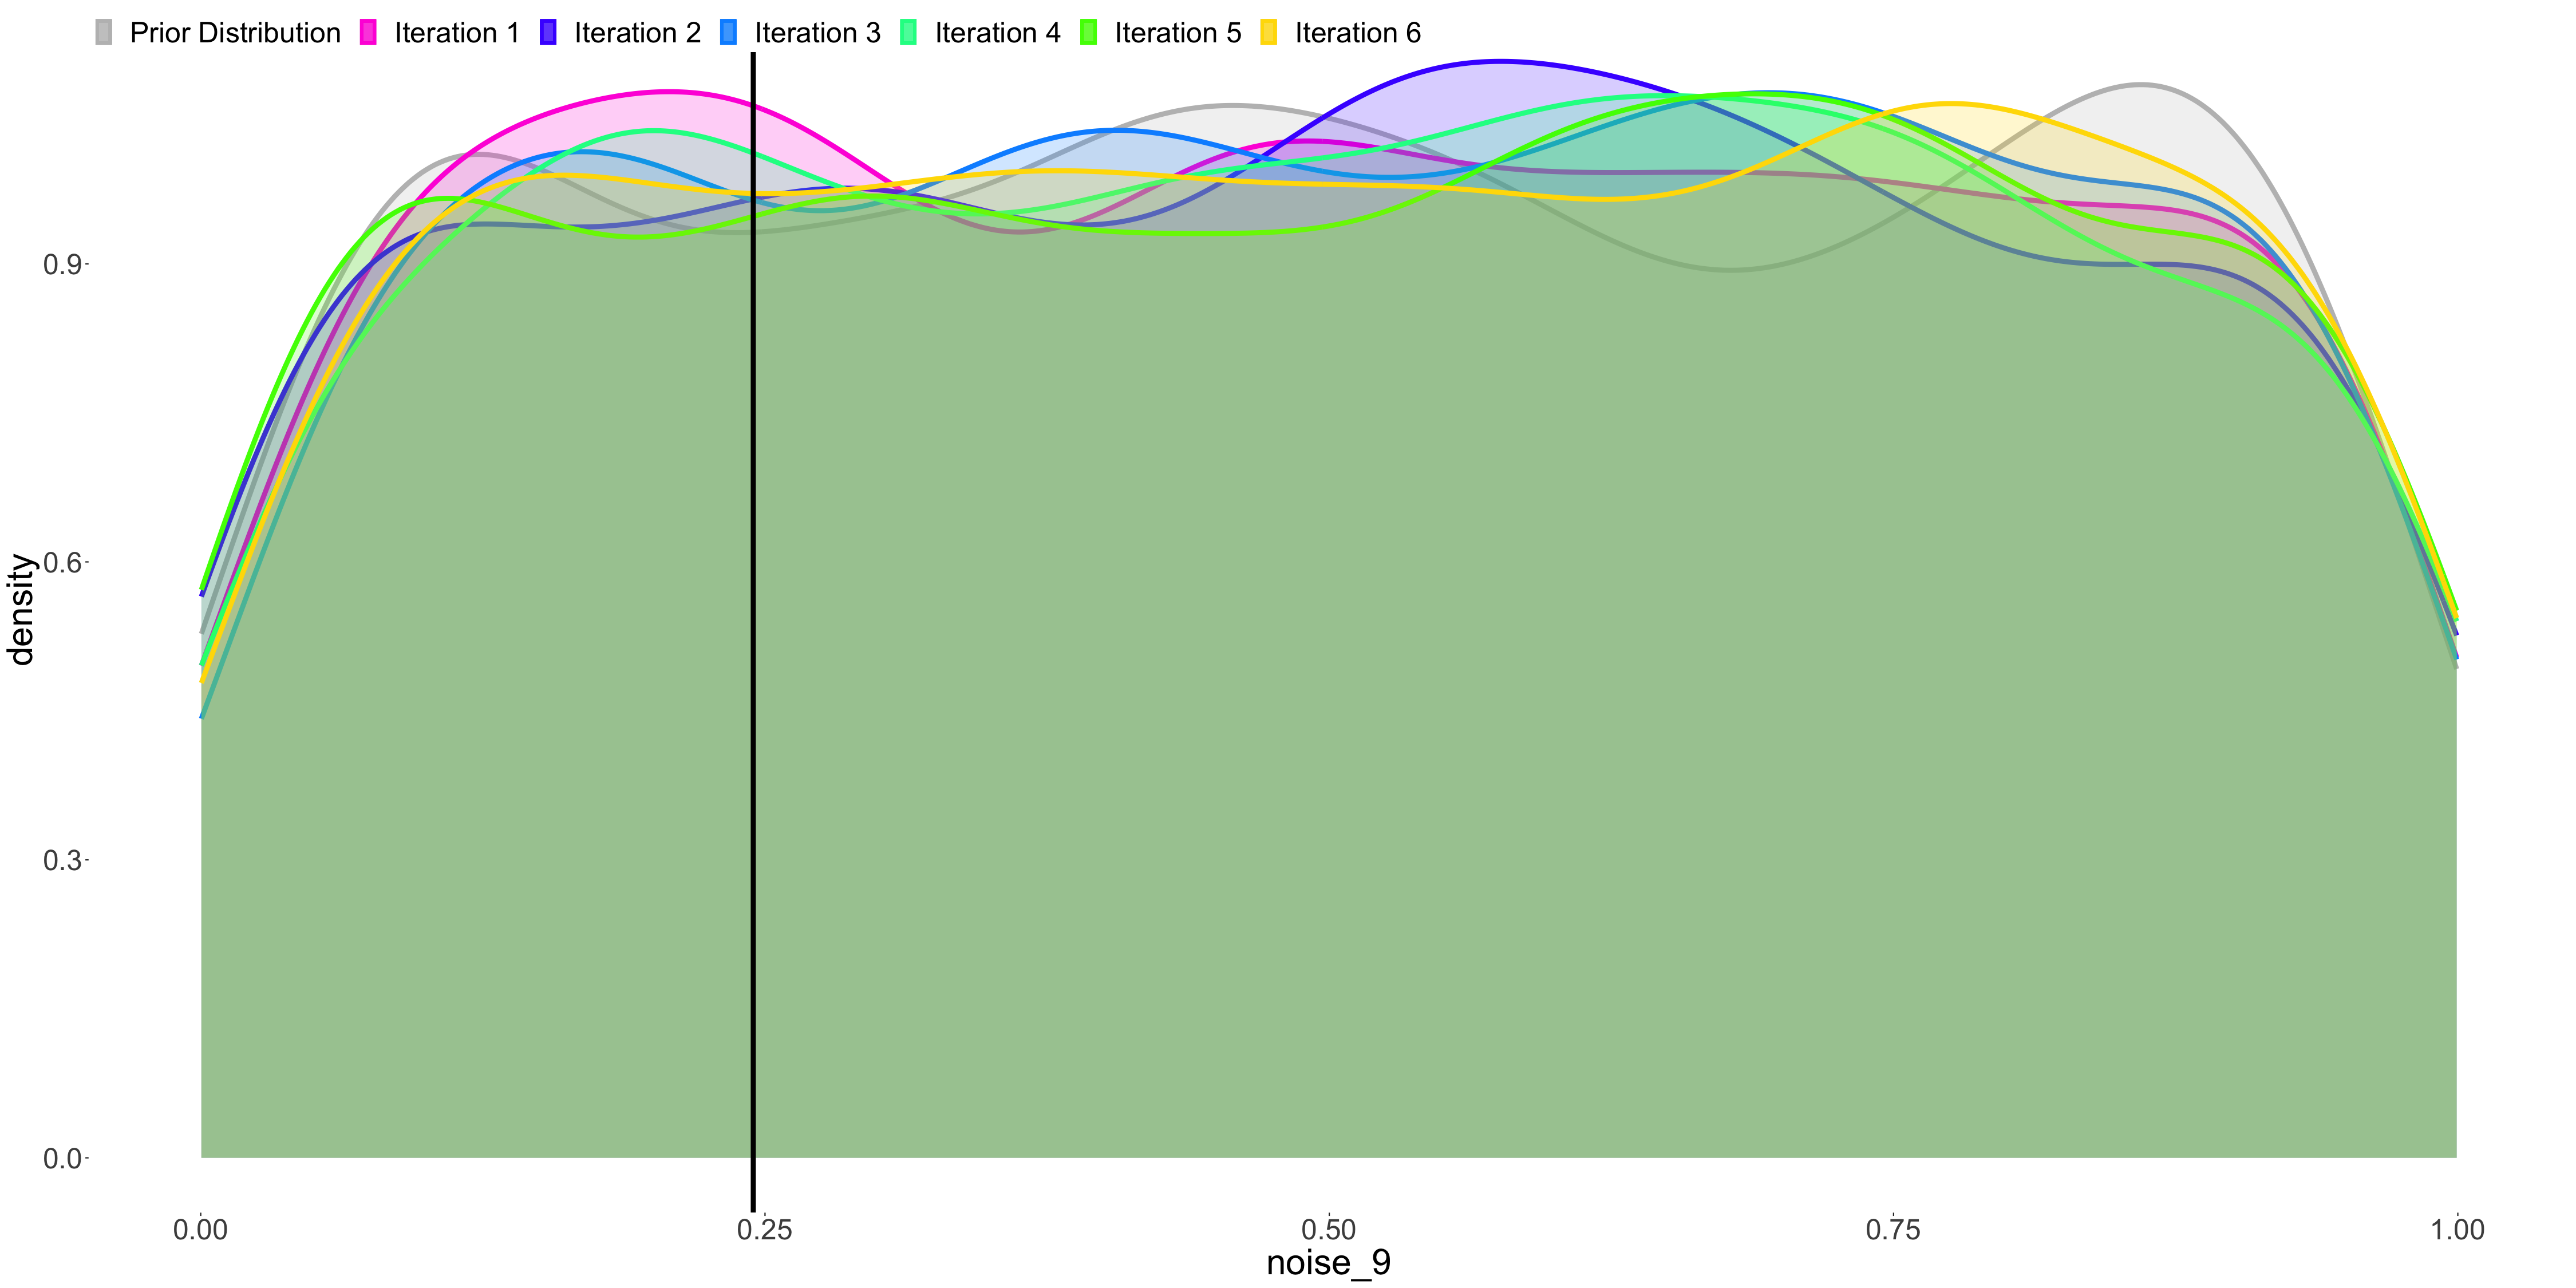 Prior Distribution Iteration 1 Iteration 2 Iteration 3 Iteration 4 Iteration 5 Iteration 6
density
0.9
0.6
0.3
0.0
0.00 0.25 0.50 0.75 1.00
noise_9